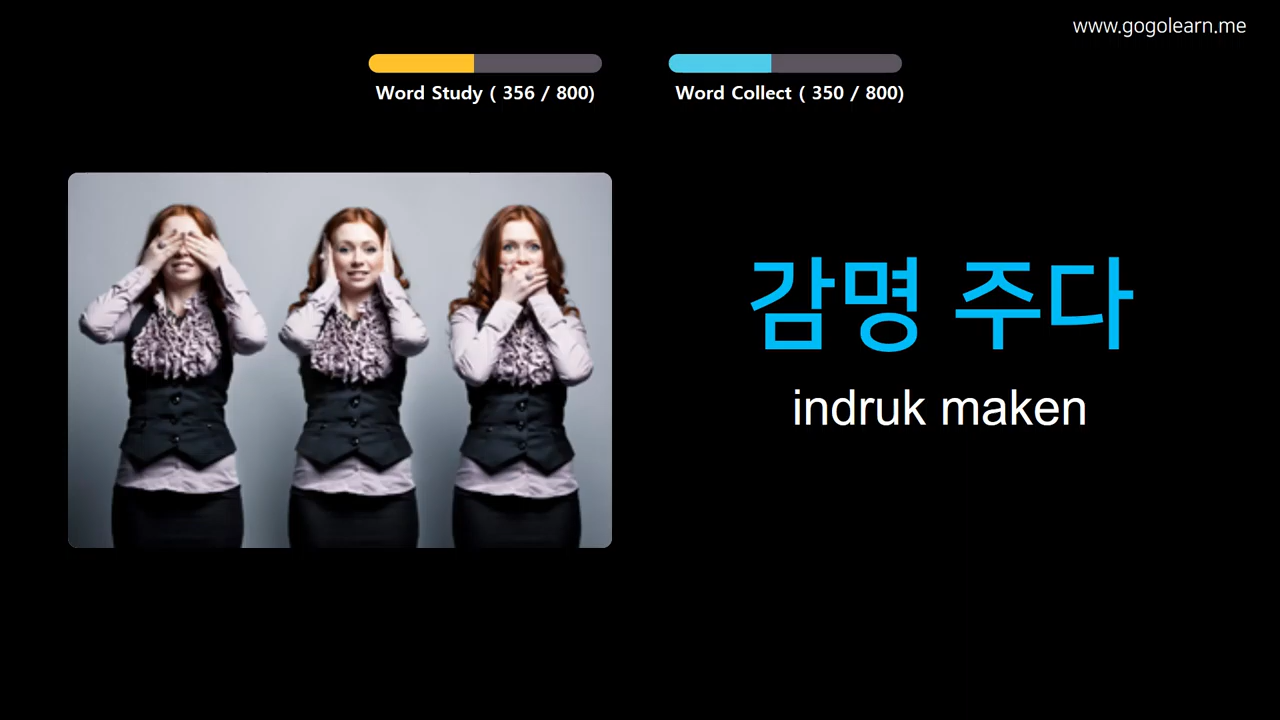 www.gogolearn.me
Word Study ( 356 / 800)
Word Collect ( 350 / 800)
감명 주다
indruk maken